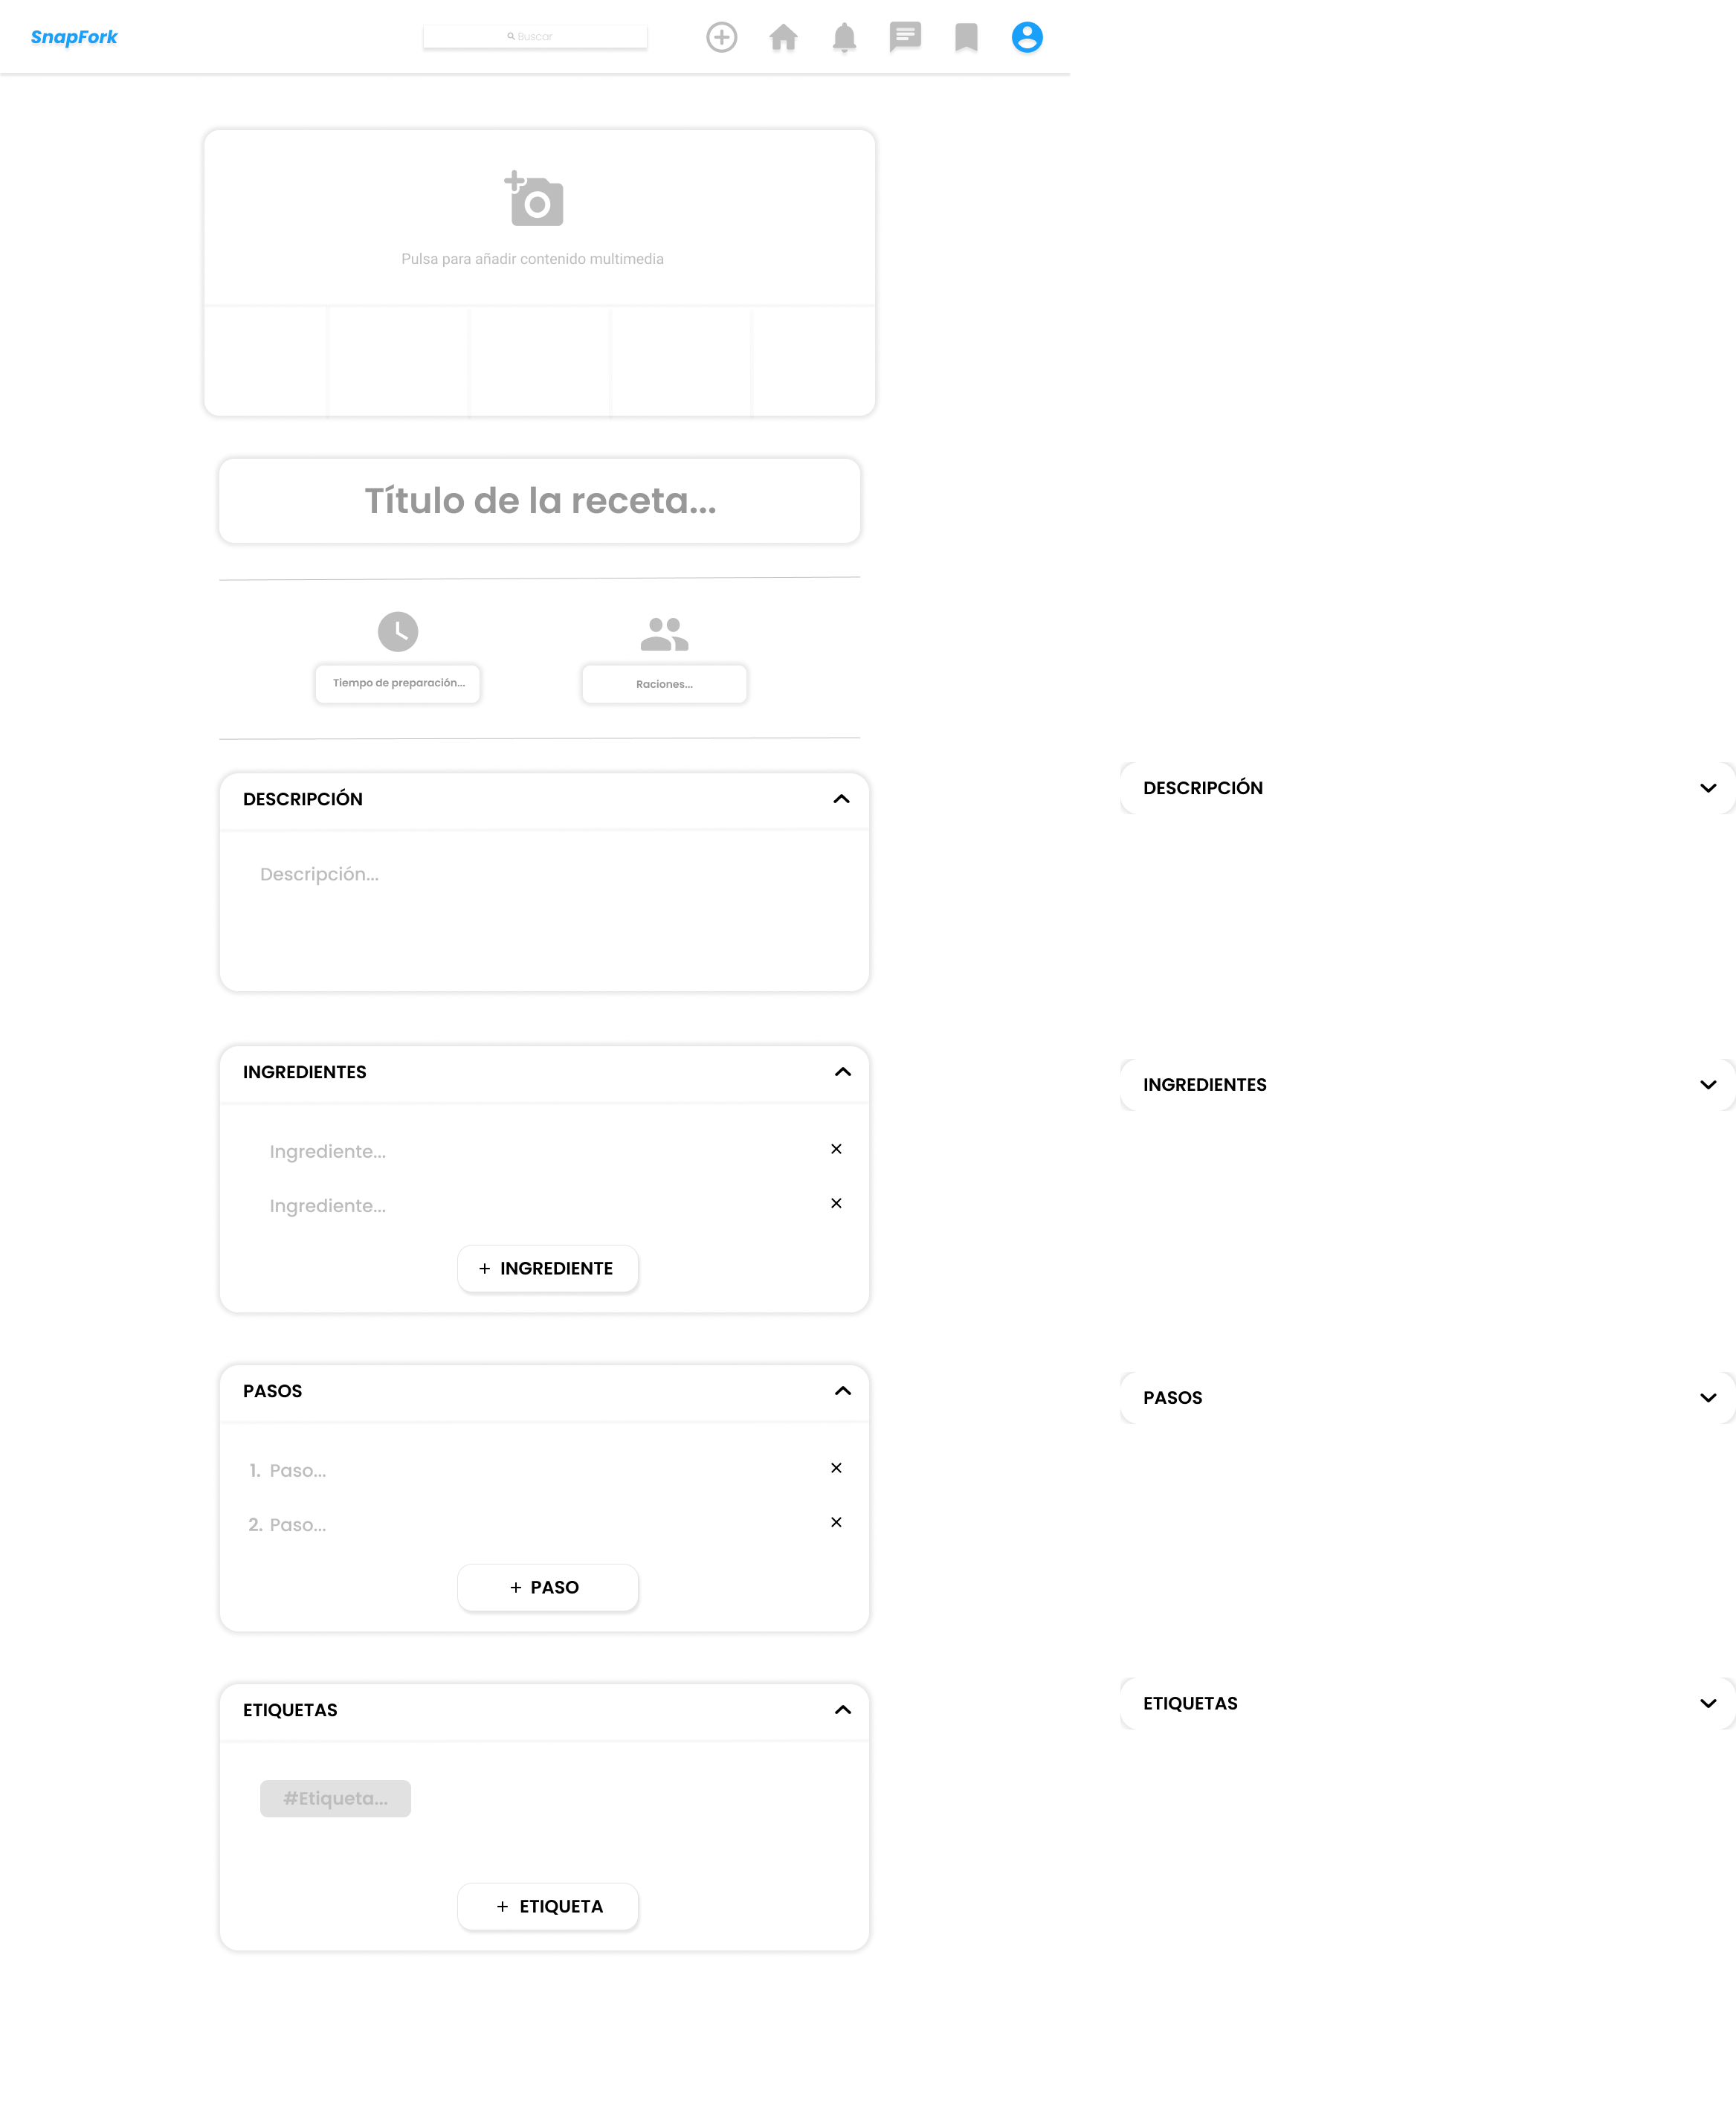 SnapFork
Buscar
Pulsa para añadir contenido multimedia
Título de la receta...
Tiempo de preparación...
Raciones...
DESCRIPCIÓN
Descripción...
INGREDIENTES
Ingrediente...
Ingrediente...
+ INGREDIENTE
PASOS
1. Paso...
2. Paso...
+ PASO
ETIQUETAS
#Etiqueta...
+ ETIQUETA
DESCRIPCIÓN
INGREDIENTES
PASOS
ETIQUETAS